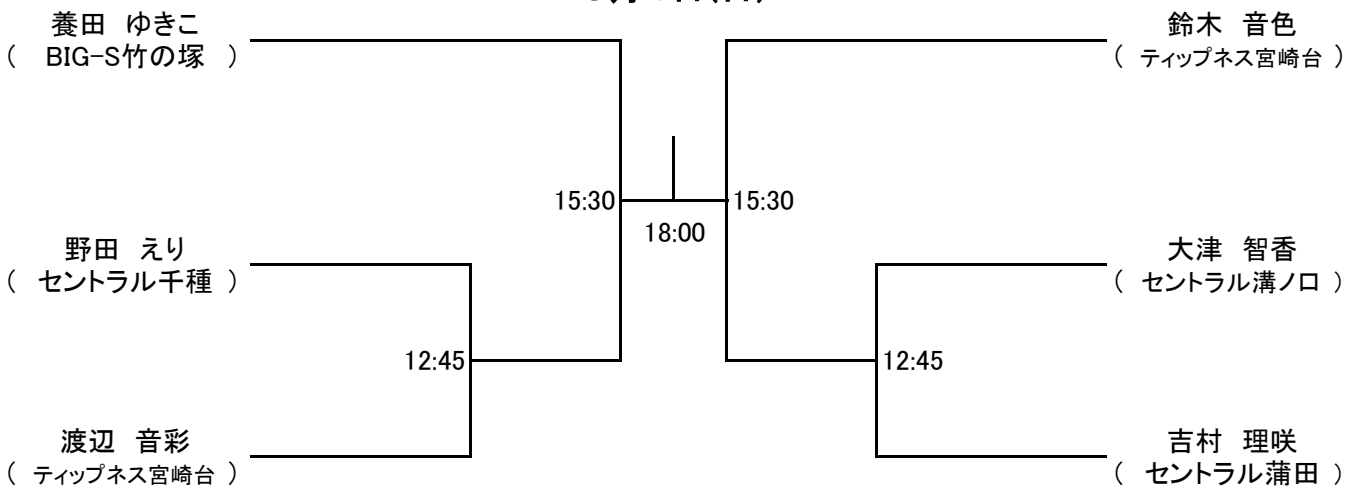 養田 ゆきこ
( BIG-S竹の塚 )
鈴木 音色
( ティップネス宮崎台 )
15:30
15:30
18:00
野田 えり
( セントラル千種 )
大津 智香
( セントラル溝ノ口 )
12:45
12:45
渡辺 音彩
( ティップネス宮崎台 )
吉村 理咲
( セントラル蒲田 )